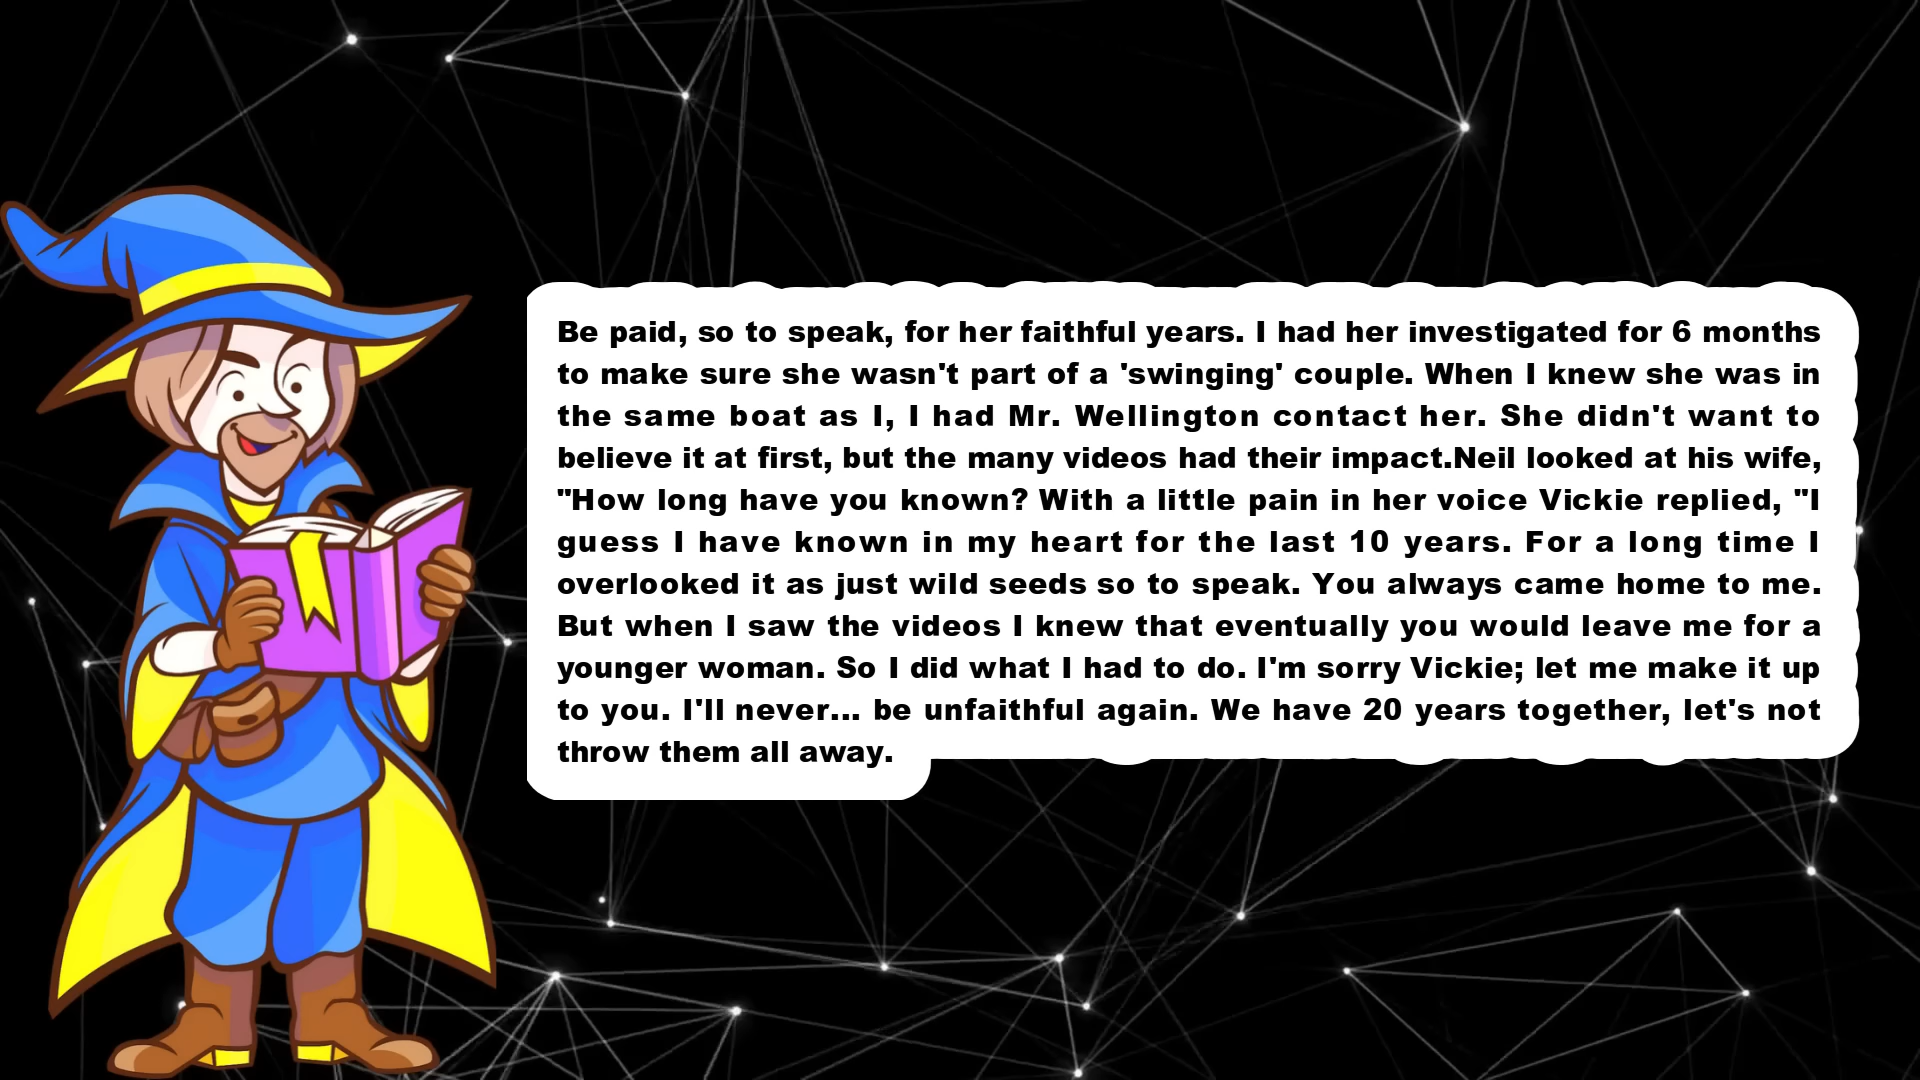 Be paid, so to speak, for her faithful years. I had her investigated for 6 months
to make sure she wasn't part of a 'swinging' couple. When I knew she was in
the same boat as I, I had Mr. Wellington contact her. She didn't want to
believe it at first, but the many videos had their impact.Neil looked at his wife,
"How long have you known? With a little pain in her voice Vickie replied, "I
guess I have known in my heart for the last 10 years. For a long time I
overlooked it as just wild seeds so to speak. You always came home to me.
But when I saw the videos I knew that eventually you would leave me for a
younger woman. So I did what I had to do. I'm sorry Vickie; let me make it up
to you. I'll never... be unfaithful again. We have 20 years together, let's not
throw them all away.